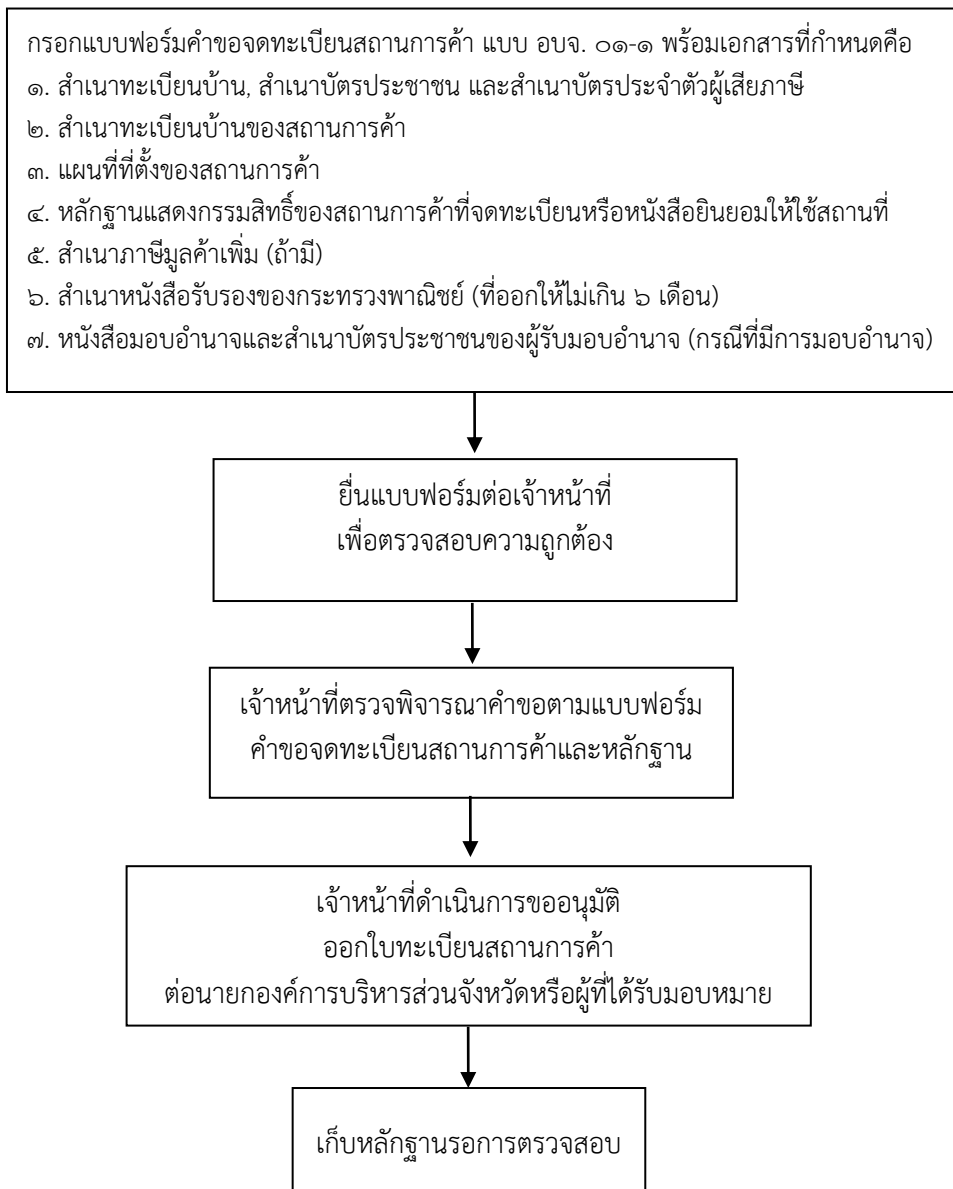 กรอกแบบฟอร์มคำขอจดทะเบียนสถานการค้า แบบ อบจ. ๐๑-๑ พร้อมเอกสารที่กำหนดคือ
๑. สำเนาทะเบียนบ้าน, สำเนาบัตรประชาชน และสำเนาบัตรประจำตัวผู้เสียภาษี
๒. สำเนาทะเบียนบ้านของสถานการค้า
๓. แผนที่ที่ตั้งของสถานการค้า
๔. หลักฐานแสดงกรรมสิทธิ์ของสถานการค้าที่จดทะเบียนหรือหนังสือยินยอมให้ใช้สถานที่
๕. สำเนาภาษีมูลค้าเพิ่ม (ถ้ามี)
๖. สำเนาหนังสือรับรองของกระทรวงพาณิชย์ (ที่ออกให้ไม่เกิน ๖ เดือน)
๗. หนังสือมอบอำนาจและสำเนาบัตรประชาชนของผู้รับมอบอำนาจ (กรณีที่มีการมอบอำนาจ)
ยื่นแบบฟอร์มต่อเจ้าหน้าที่
เพื่อตรวจสอบความถูกต้อง
เจ้าหน้าที่ตรวจพิจารณาคำขอตามแบบฟอร์ม
คำขอจดทะเบียนสถานการค้าและหลักฐาน
เจ้าหน้าที่ดำเนินการขออนุมัติ
ออกใบทะเบียนสถานการค้า
ต่อนายกองค์การบริหารส่วนจังหวัดหรือผู้ที่ได้รับมอบหมาย
เก็บหลักฐานรอการตรวจสอบ